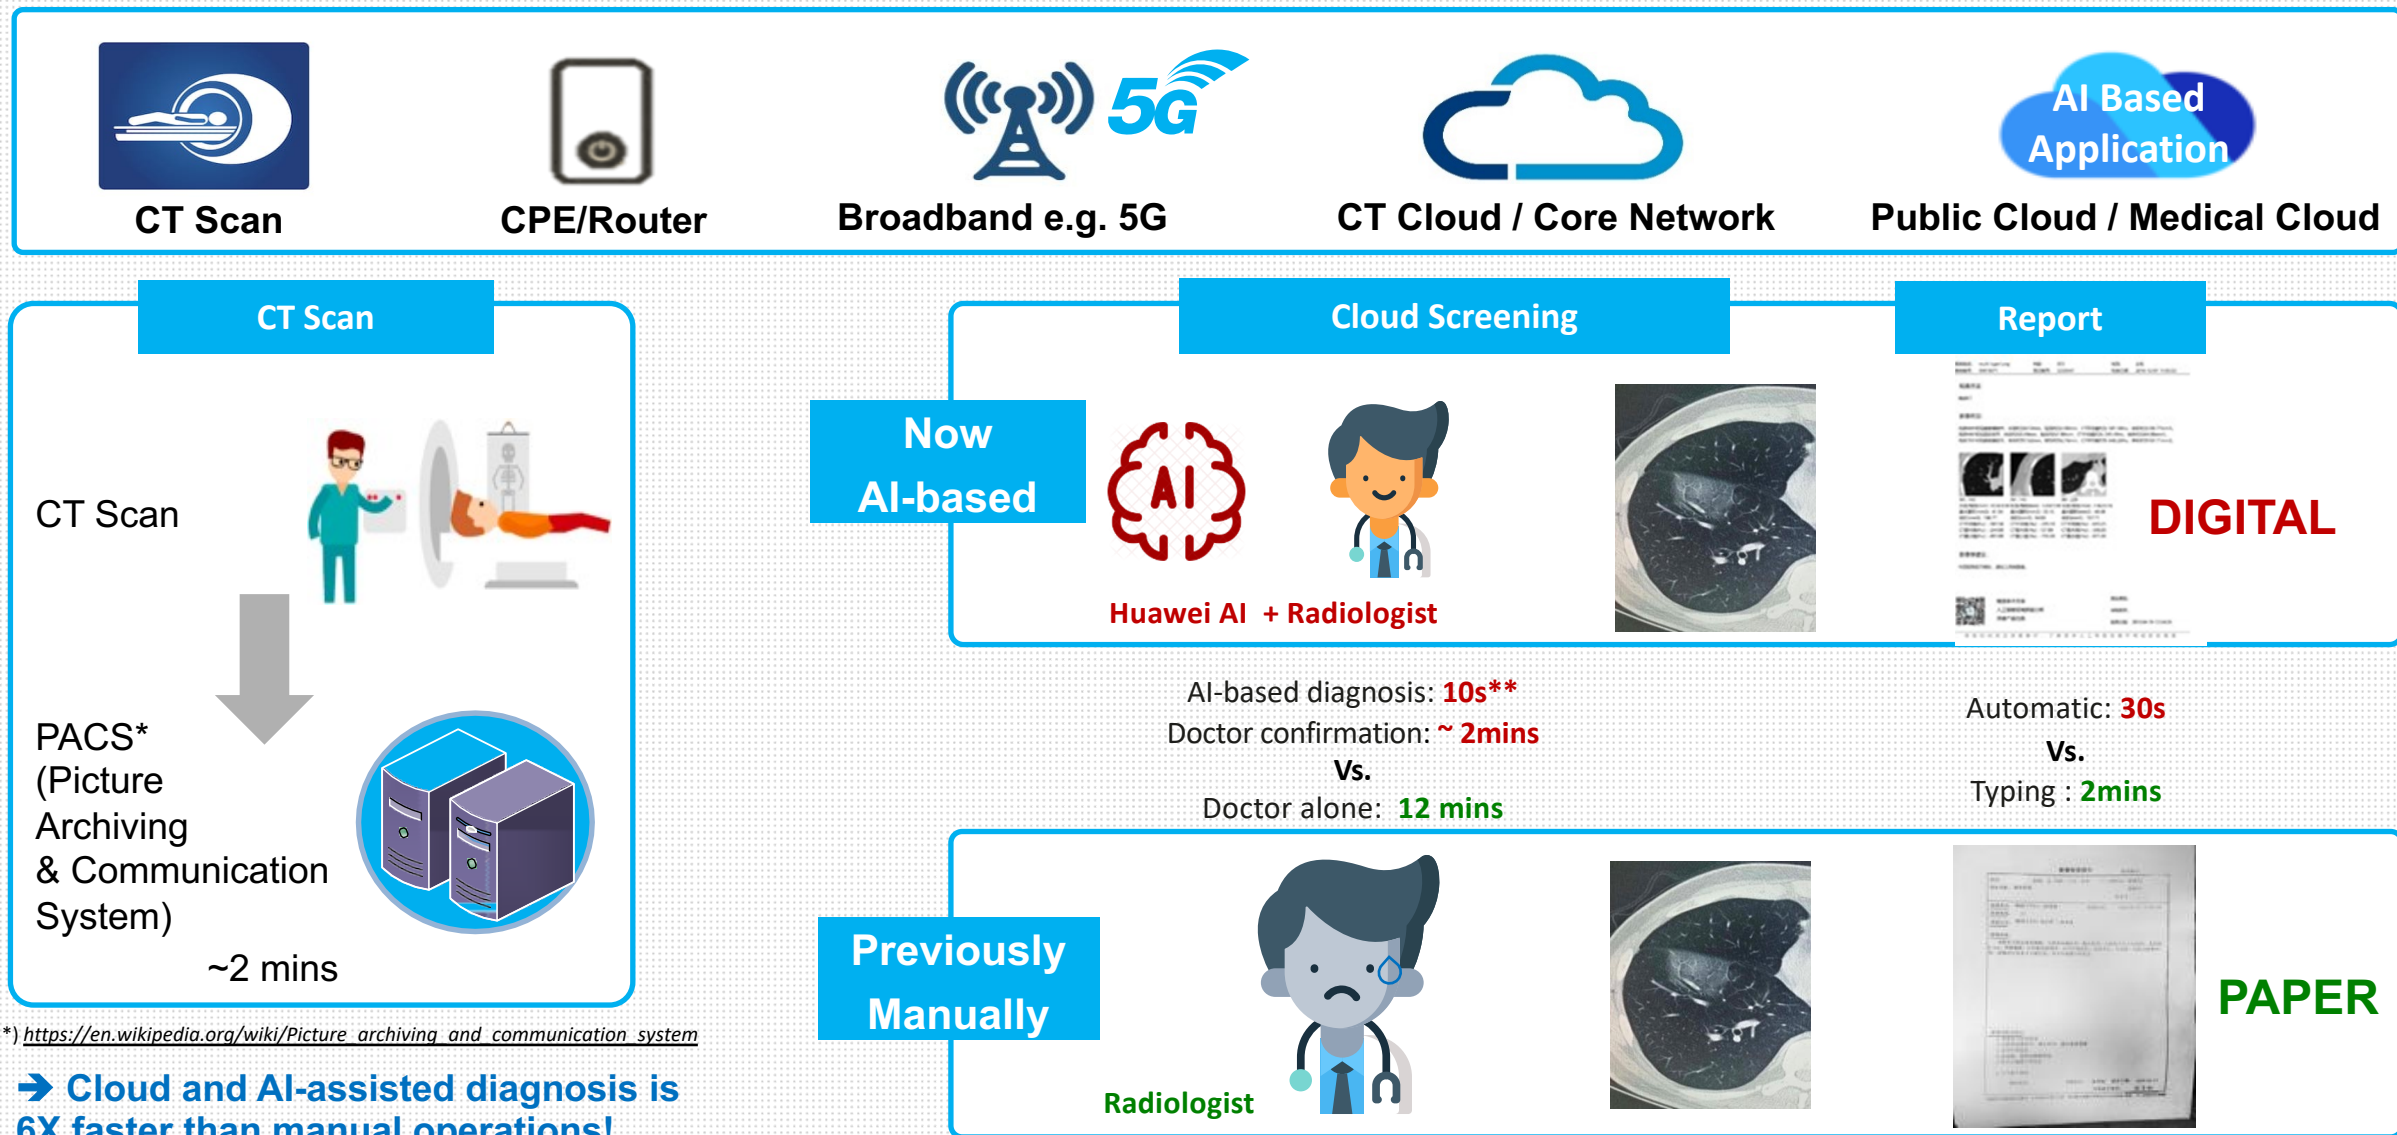 5G
AI Based
Application
CT Scan
CPE/Router
Broadband e.g. 5G
CT Cloud / Core Network
Public Cloud / Medical Cloud
CT Scan
CT Scan
PACS*
(Picture
Archiving
& Communication
System)
~2 mins
*) https://en.wikipedia.org/wiki/Picture_archiving_and_communication_system
➔ Cloud and AI-assisted diagnosis is
6X faster than manual operations!
Cloud Screening
Report
Now
AI-based
AI
Huawei AI + Radiologist
DIGITAL
AI-based diagnosis: 10s**
Doctor confirmation: ~ 2mins
Vs.
Doctor alone: 12 mins
Automatic: 30s
Vs.
Typing : 2mins
Previously
Manually
Radiologist
PAPER